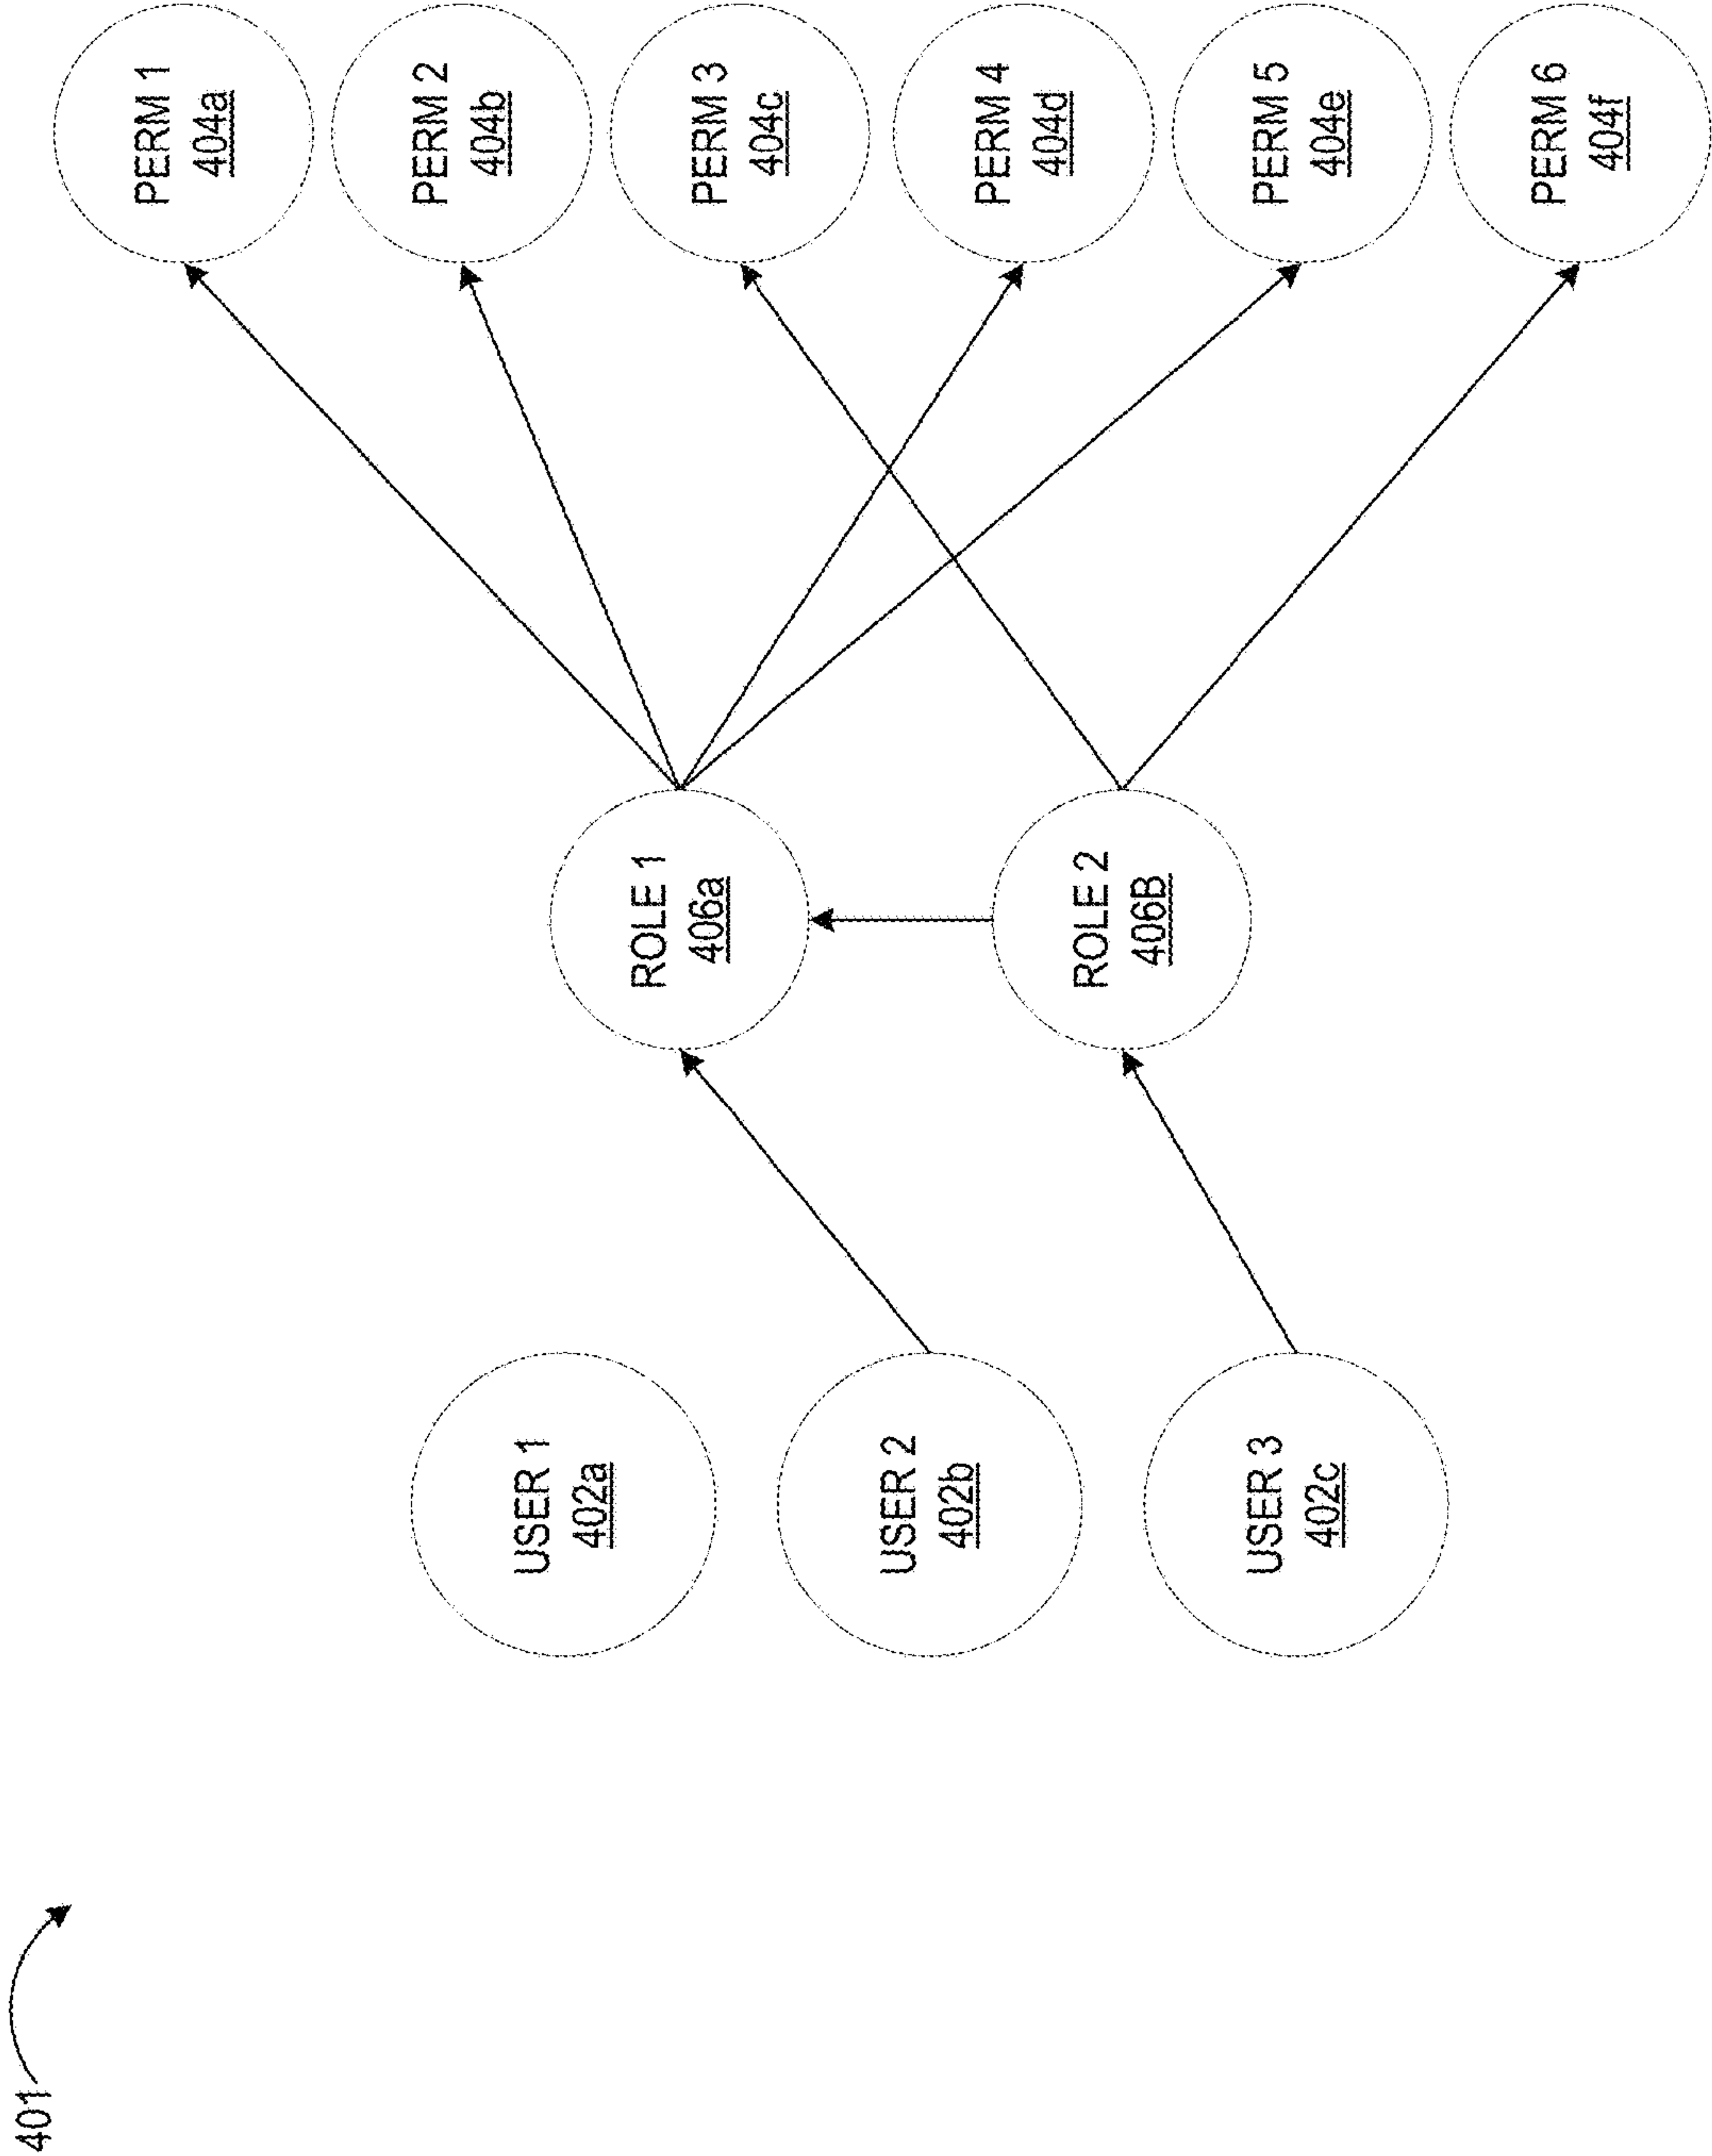 401
USER 1
402a
USER 2
402b
USER 3
402c
ROLE 1
406a
ROLE 2
406B
PERM 1
404a
PERM 2
404b
PERM 3
404c
PERM 4
404d
PERM 5
404e
PERM 6
404f